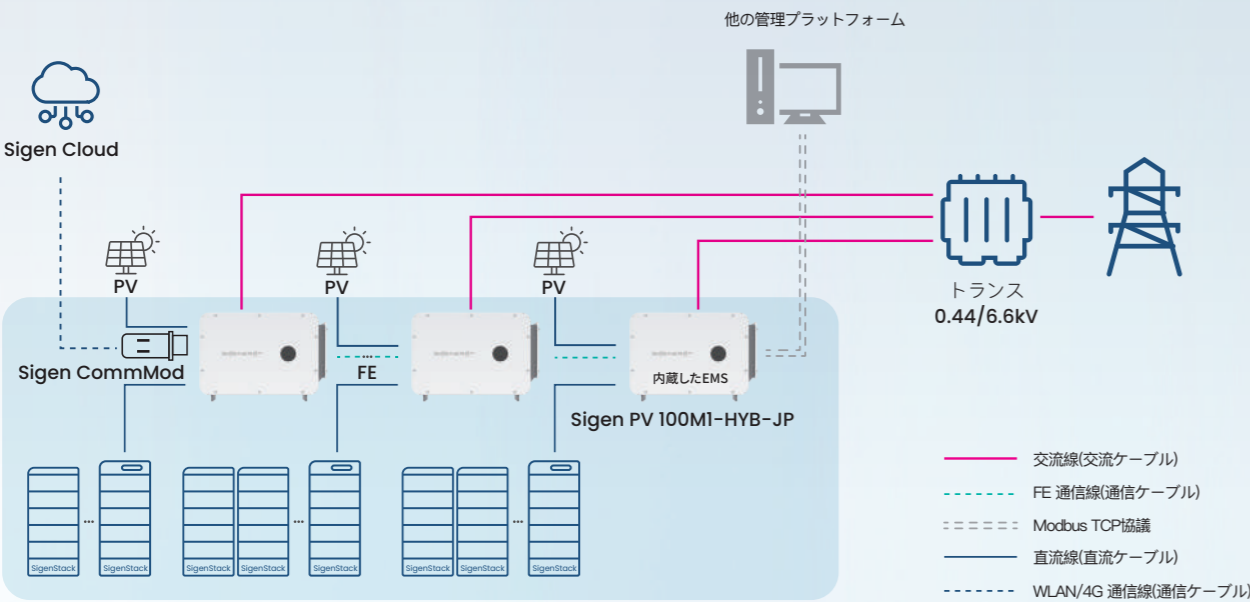 他の管理プラットフォーム
Sigen Cloud
PV
PV
PV
トランス
0.44/6.6kV
Sigen CommMod
...
FE
内蔵したEMS
Sigen PV 100M1-HYB-JP
...
...
...
SigenStack
SigenStack
SigenStack
SigenStack
SigenStack
SigenStack
SigenStack
SigenStack
交流線(交流ケーブル)
FE 通信線(通信ケーブル)
Modbus TCP協議
直流線(直流ケーブル)
WLAN/4G 通信線(通信ケーブル)